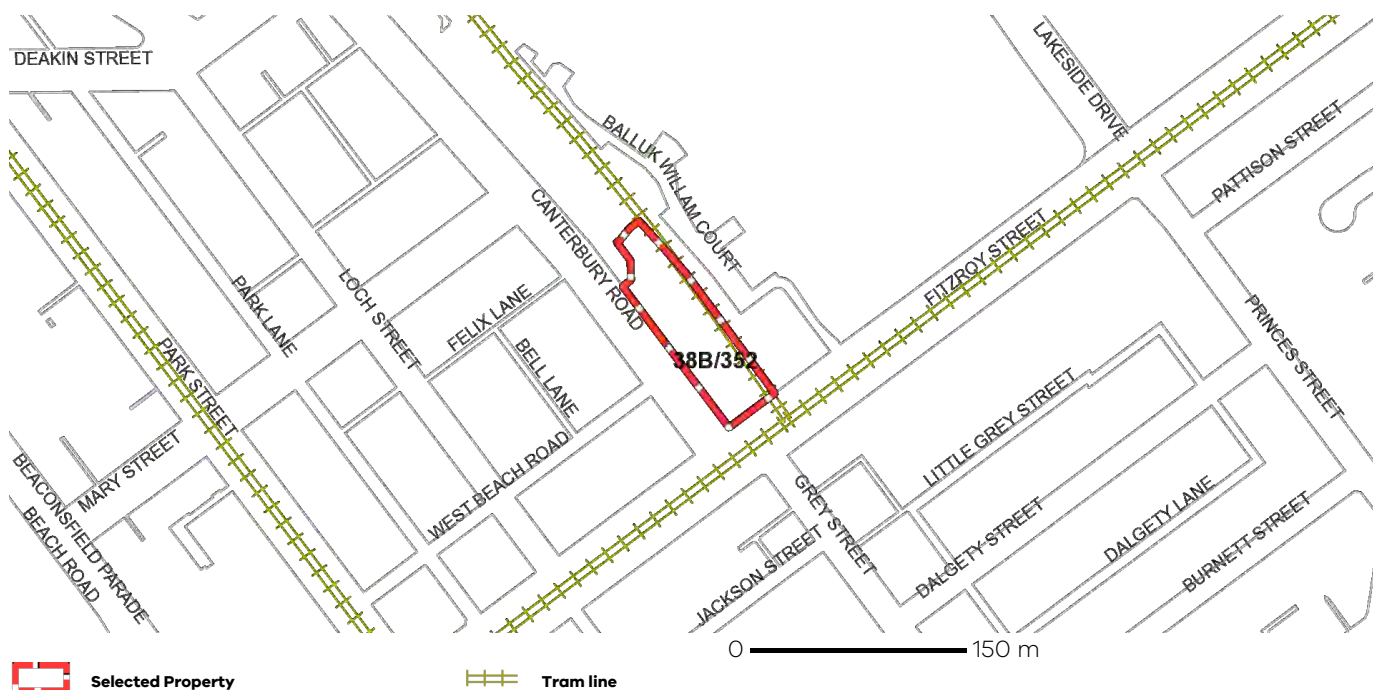 DEAKIN STREET
LAKESIDE DRIVE
BALLUK WILLAM COURT
PATTISON STREET
CANTERBURY ROAD
FITZROY STREET
PARK LANE
LOCH STREET
FELIX LANE
BELL LANE
PRINCES STREET
38B/352
PARK STREET
LITTLE GREY STREET
MARY STREET
WEST BEACH ROAD
BEACONSFIELD PARADE
BEACH ROAD
GREY STREET
JACKSON STREET
DALGETY STREET
DALGETY LANE
BURNETT STREET
0 150 m
Selected Property
Tram line